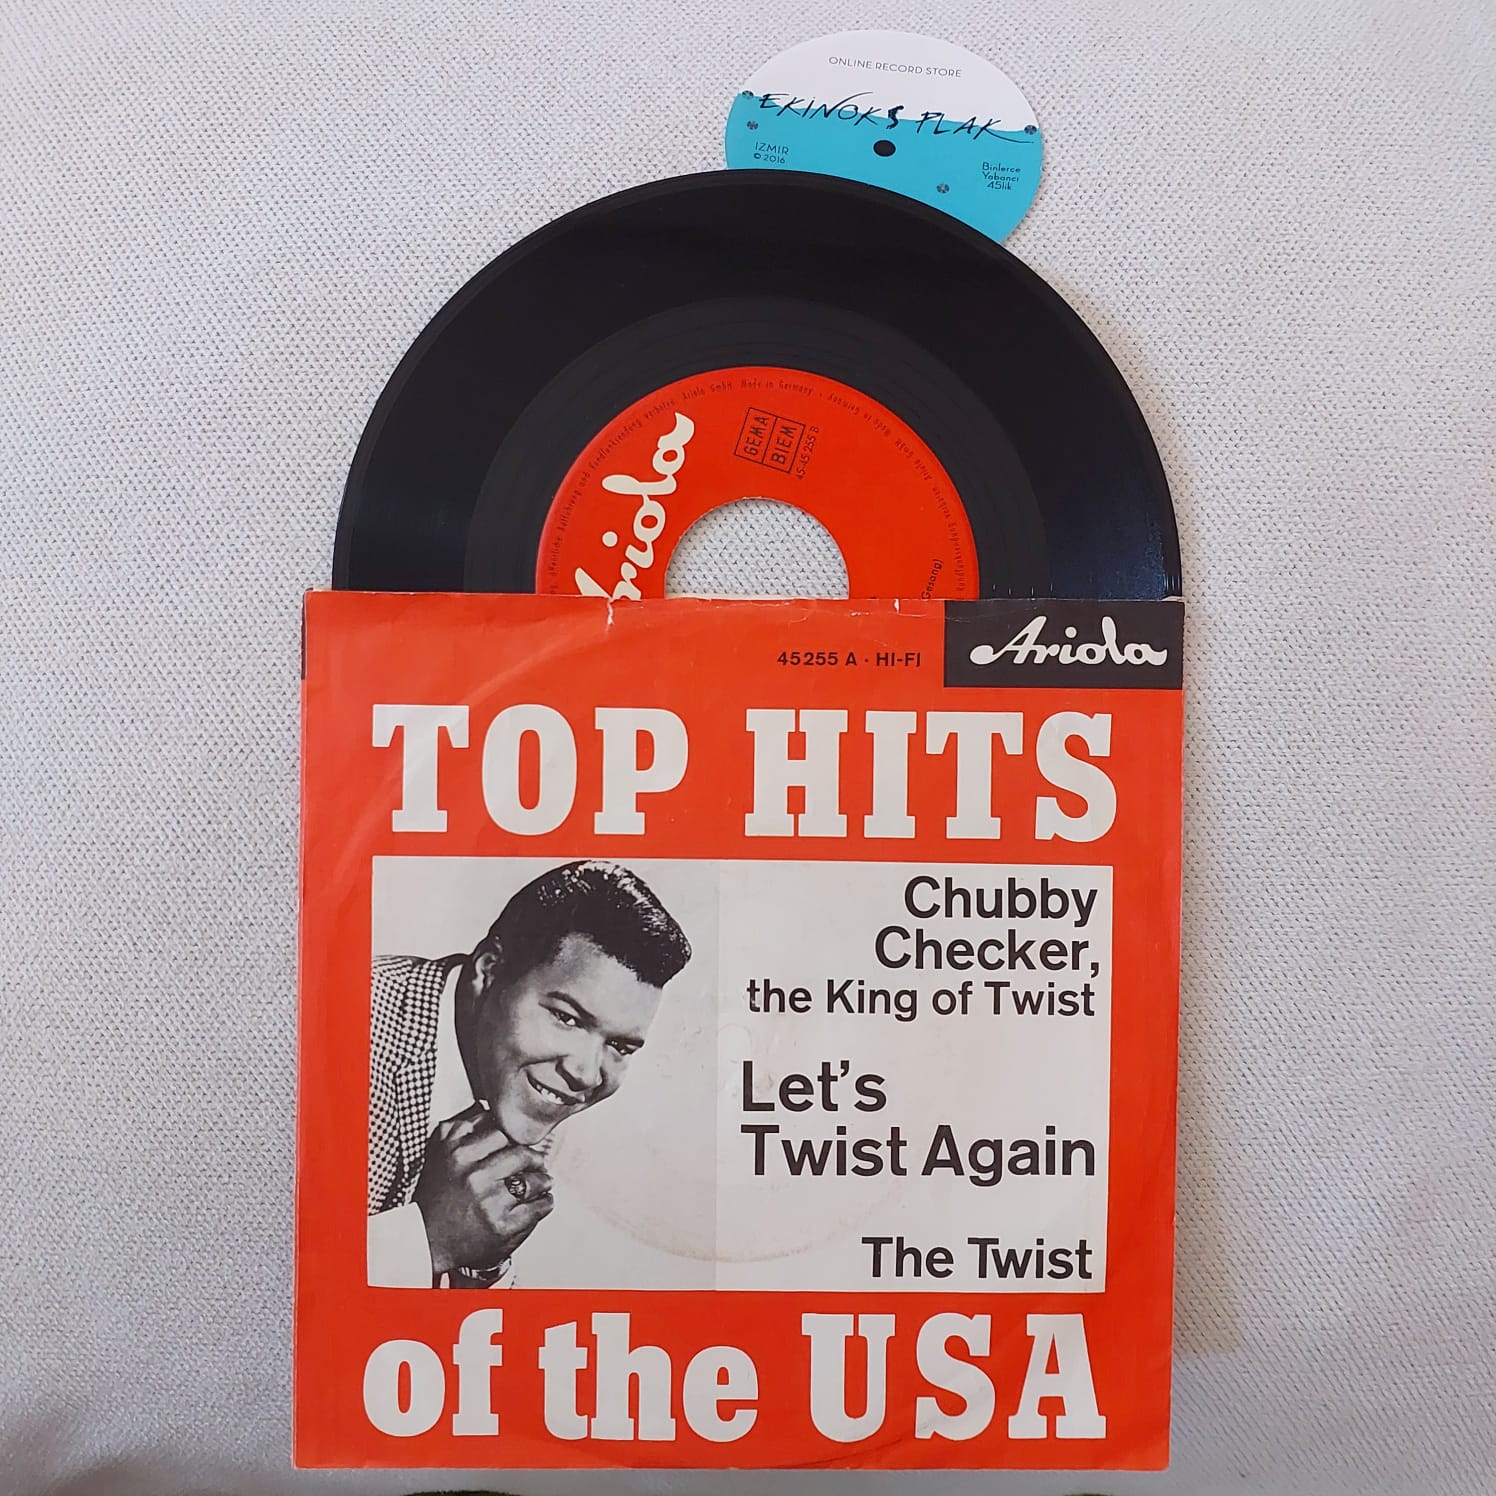 ONLINE RECORD STORE
EKINOKS PLAK
IZMIR
© 2016
Binlerce
Yabancı
45lik
Ariola GmbH · Made in Germany ·
Ariola
GEMA
BIEM
45-45 255 B
Gesang)
45255 A · HI-FI
Ariola
TOP HITS
Chubby
Checker,
the King of Twist
Let's
Twist Again
The Twist
of the USA